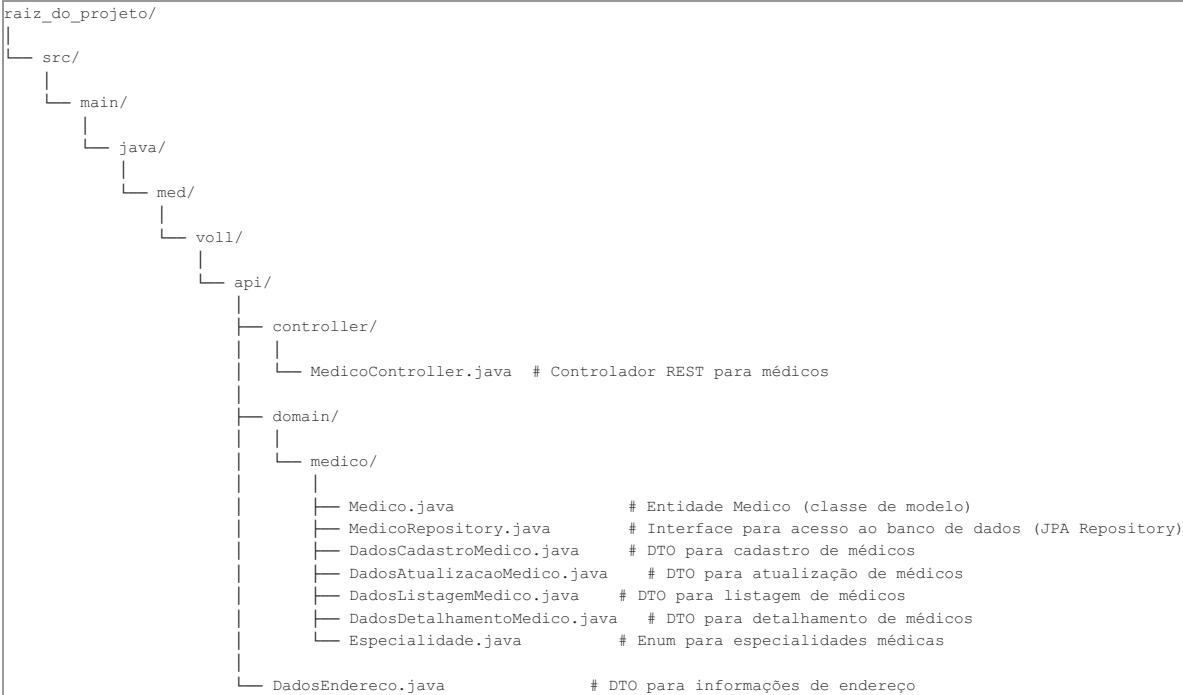 raiz_do_projeto/
│
└── src/
    │
    └── main/
        │
        └── java/
            │
            └── med/
                │
                └── voll/
                    │
                    └── api/
                        │
                        ├── controller/
                        │   │
                        │   └── MedicoController.java  # Controlador REST para médicos
                        │
                        ├── domain/
                        │   │
                        │   └── medico/
                        │       │
                        │       ├── Medico.java                  # Entidade Medico (classe de modelo)
                        │       ├── MedicoRepository.java        # Interface para acesso ao banco de dados (JPA Repository)
                        │       ├── DadosCadastroMedico.java     # DTO para cadastro de médicos
                        │       ├── DadosAtualizacaoMedico.java    # DTO para atualização de médicos
                        │       ├── DadosListagemMedico.java   # DTO para listagem de médicos
                        │       ├── DadosDetalhamentoMedico.java   # DTO para detalhamento de médicos
                        │       └── Especialidade.java          # Enum para especialidades médicas
                        │
                        └── DadosEndereco.java               # DTO para informações de endereço